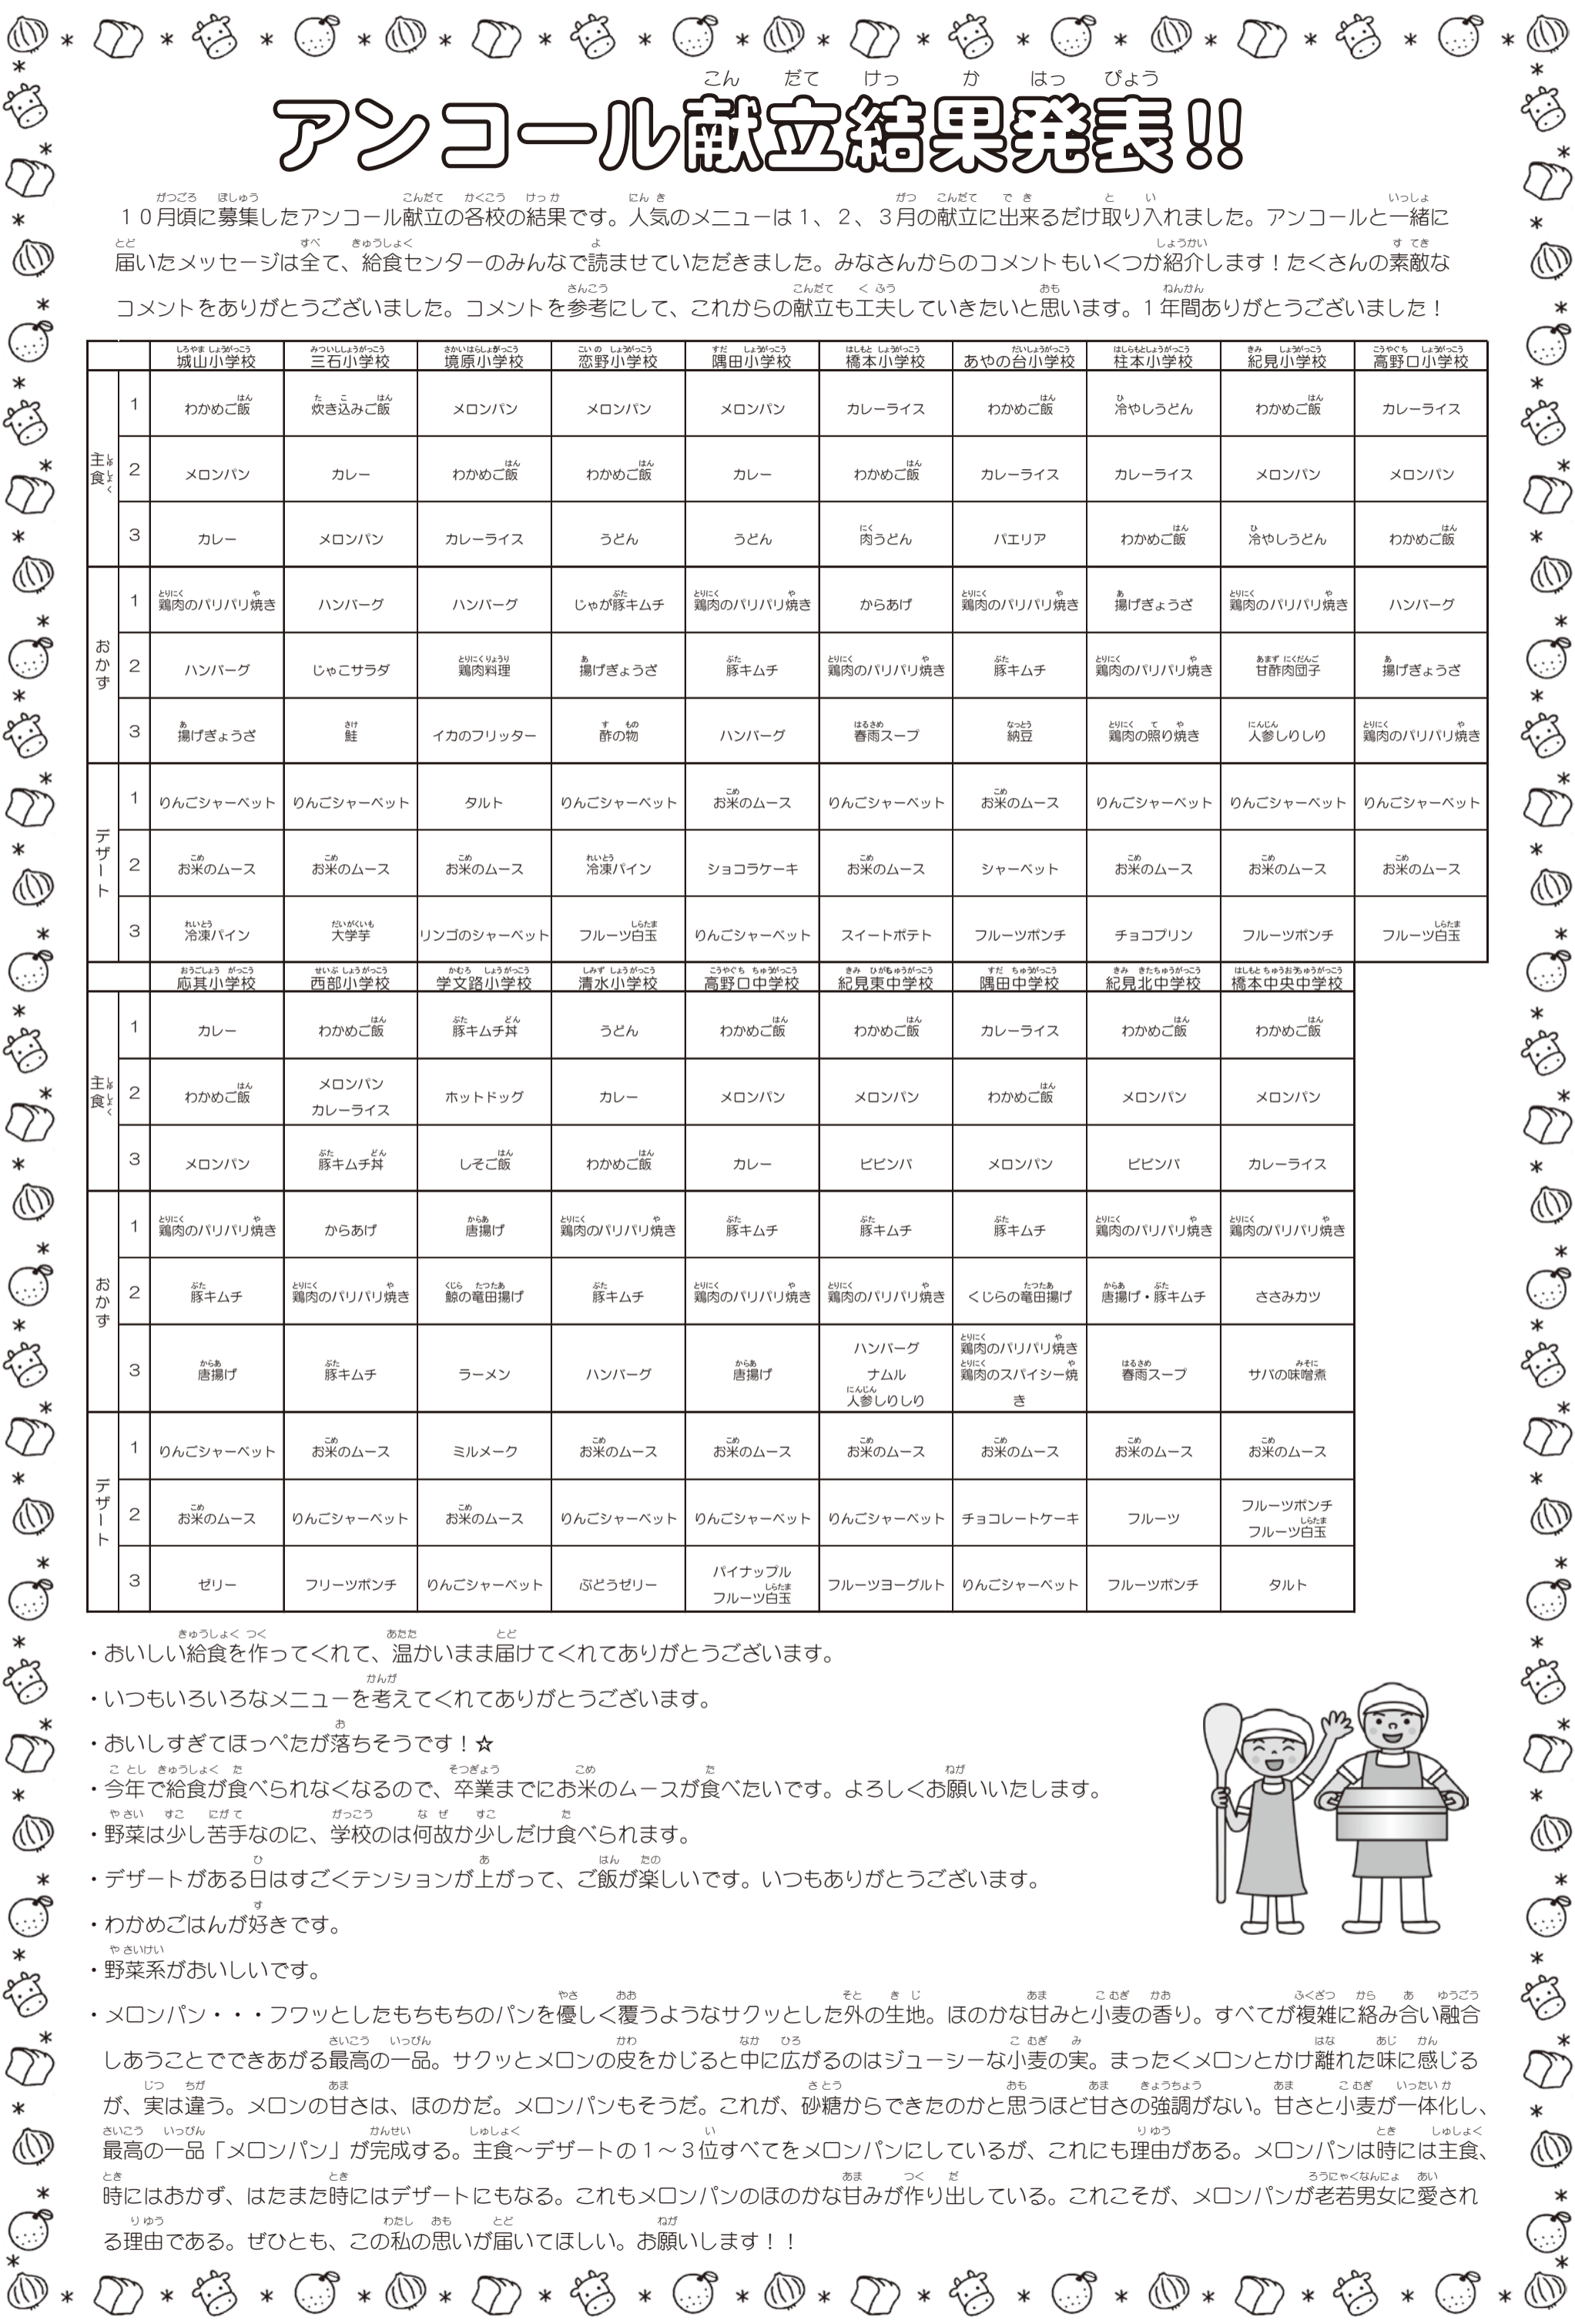 アンコール献立結果発表!!
１０月頃に募集したアンコール献立の各校の結果です。人気のメニューは１、２、３月の献立に出来るだけ取り入れました。アンコールと一緒に
届いたメッセージは全て、給食センターのみんなで読ませていただきました。みなさんからのコメントもいくつか紹介します！たくさんの素敵な
コメントをありがとうございました。コメントを参考にして、これからの献立も工夫していきたいと思います。１年間ありがとうございました！
城山小学校 三石小学校 境原小学校 恋野小学校 隅田小学校 橋本小学校 あやの台小学校 柱本小学校 紀見小学校 高野口小学校
主食
1 わかめご飯 炊き込みご飯 メロンパン メロンパン メロンパン カレーライス わかめご飯 冷やしうどん わかめご飯 カレーライス
2 メロンパン カレー わかめご飯 わかめご飯 カレー わかめご飯 カレーライス カレーライス メロンパン メロンパン
3 カレー メロンパン カレーライス うどん うどん 肉うどん パエリア わかめご飯 冷やしうどん わかめご飯
おかず
1 鶏肉のパリパリ焼き ハンバーグ ハンバーグ じゃが豚キムチ 鶏肉のパリパリ焼き からあげ 鶏肉のパリパリ焼き 揚げぎょうざ 鶏肉のパリパリ焼き ハンバーグ
2 ハンバーグ じゃこサラダ 鶏肉料理 揚げぎょうざ 豚キムチ 鶏肉のパリパリ焼き 豚キムチ 鶏肉のパリパリ焼き 甘酢肉団子 揚げぎょうざ
3 揚げぎょうざ 鮭 イカのフリッター 酢の物 ハンバーグ 春雨スープ 納豆 鶏肉の照り焼き 人参しりしり 鶏肉のパリパリ焼き
デザート
1 りんごシャーベット りんごシャーベット タルト りんごシャーベット お米のムース りんごシャーベット お米のムース りんごシャーベット りんごシャーベット りんごシャーベット
2 お米のムース お米のムース お米のムース 冷凍パイン ショコラケーキ お米のムース シャーベット お米のムース お米のムース お米のムース
3 冷凍パイン 大学芋 リンゴのシャーベット フルーツ白玉 りんごシャーベット スイートポテト フルーツポンチ チョコプリン フルーツポンチ フルーツ白玉
応其小学校 西部小学校 学文路小学校 清水小学校 高野口中学校 紀見東中学校 隅田中学校 紀見北中学校 橋本中央中学校
主食
1 カレー わかめご飯 豚キムチ丼 うどん わかめご飯 わかめご飯 カレーライス わかめご飯 わかめご飯
2 わかめご飯 メロンパン カレーライス ホットドッグ カレー メロンパン メロンパン わかめご飯 メロンパン メロンパン
3 メロンパン 豚キムチ丼 しそご飯 わかめご飯 カレー ビビンバ メロンパン ビビンバ カレーライス
おかず
1 鶏肉のパリパリ焼き からあげ 唐揚げ 鶏肉のパリパリ焼き 豚キムチ 豚キムチ 豚キムチ 鶏肉のパリパリ焼き 鶏肉のパリパリ焼き
2 豚キムチ 鶏肉のパリパリ焼き 鯨の竜田揚げ 豚キムチ 鶏肉のパリパリ焼き 鶏肉のパリパリ焼き くじらの竜田揚げ 唐揚げ・豚キムチ ささみカツ
3 唐揚げ 豚キムチ ラーメン ハンバーグ 唐揚げ ハンバーグ ナムル 人参しりしり 鶏肉のパリパリ焼き 鶏肉のスパイシー焼き 春雨スープ サバの味噌煮
デザート
1 りんごシャーベット お米のムース ミルメーク お米のムース お米のムース お米のムース お米のムース お米のムース お米のムース
2 お米のムース りんごシャーベット お米のムース りんごシャーベット りんごシャーベット りんごシャーベット チョコレートケーキ フルーツ フルーツポンチ フルーツ白玉
3 ゼリー フリーツポンチ りんごシャーベット ぶどうゼリー パイナップル フルーツ白玉 フルーツヨーグルト りんごシャーベット フルーツポンチ タルト
・おいしい給食を作ってくれて、温かいまま届けてくれてありがとうございます。
・いつもいろいろなメニューを考えてくれてありがとうございます。
・おいしすぎてほっぺたが落ちそうです！☆
・今年で給食が食べられなくなるので、卒業までにお米のムースが食べたいです。よろしくお願いいたします。
・野菜は少し苦手なのに、学校のは何故か少しだけ食べられます。
・デザートがある日はすごくテンションが上がって、ご飯が楽しいです。いつもありがとうございます。
・わかめごはんが好きです。
・野菜系がおいしいです。
・メロンパン・・・フワッとしたもちもちのパンを優しく覆うようなサクッとした外の生地。ほのかな甘みと小麦の香り。すべてが複雑に絡み合い融合
しあうことでできあがる最高の一品。サクッとメロンの皮をかじると中に広がるのはジューシーな小麦の実。まったくメロンとかけ離れた味に感じる
が、実は違う。メロンの甘さは、ほのかだ。メロンパンもそうだ。これが、砂糖からできたのかと思うほど甘さの強調がない。甘さと小麦が一体化し、
最高の一品「メロンパン」が完成する。主食～デザートの１～３位すべてをメロンパンにしているが、これにも理由がある。メロンパンは時には主食、
時にはおかず、はたまた時にはデザートにもなる。これもメロンパンのほのかな甘みが作り出している。これこそが、メロンパンが老若男女に愛され
る理由である。ぜひとも、この私の思いが届いてほしい。お願いします！！